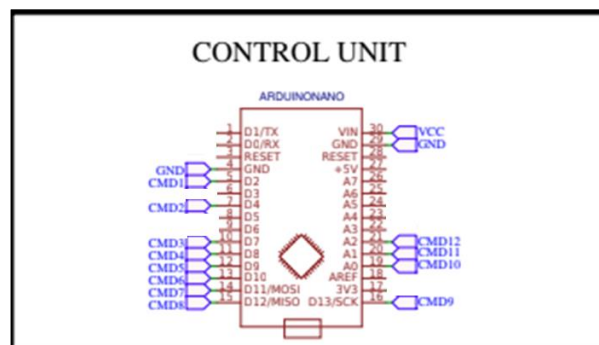 CONTROL UNIT
ARDUINONANO
1 D1/TX VIN 30 VCC
2 D0/RX GND 29 GND
3 RESET RESET 28
GND 4 GND +5V 27
CMD1 5 D2 A7 26
6 D3 A6 25
CMD2 7 D4 A5 24
8 D5 A4 23
9 D6 A3 22
CMD3 10 D7 A2 21 CMD12
CMD4 11 D8 A1 20 CMD11
CMD5 12 D9 A0 19 CMD10
CMD6 13 D10 AREF 18
CMD7 14 D11/MOSI 3V3 17
CMD8 15 D12/MISO D13/SCK 16 CMD9